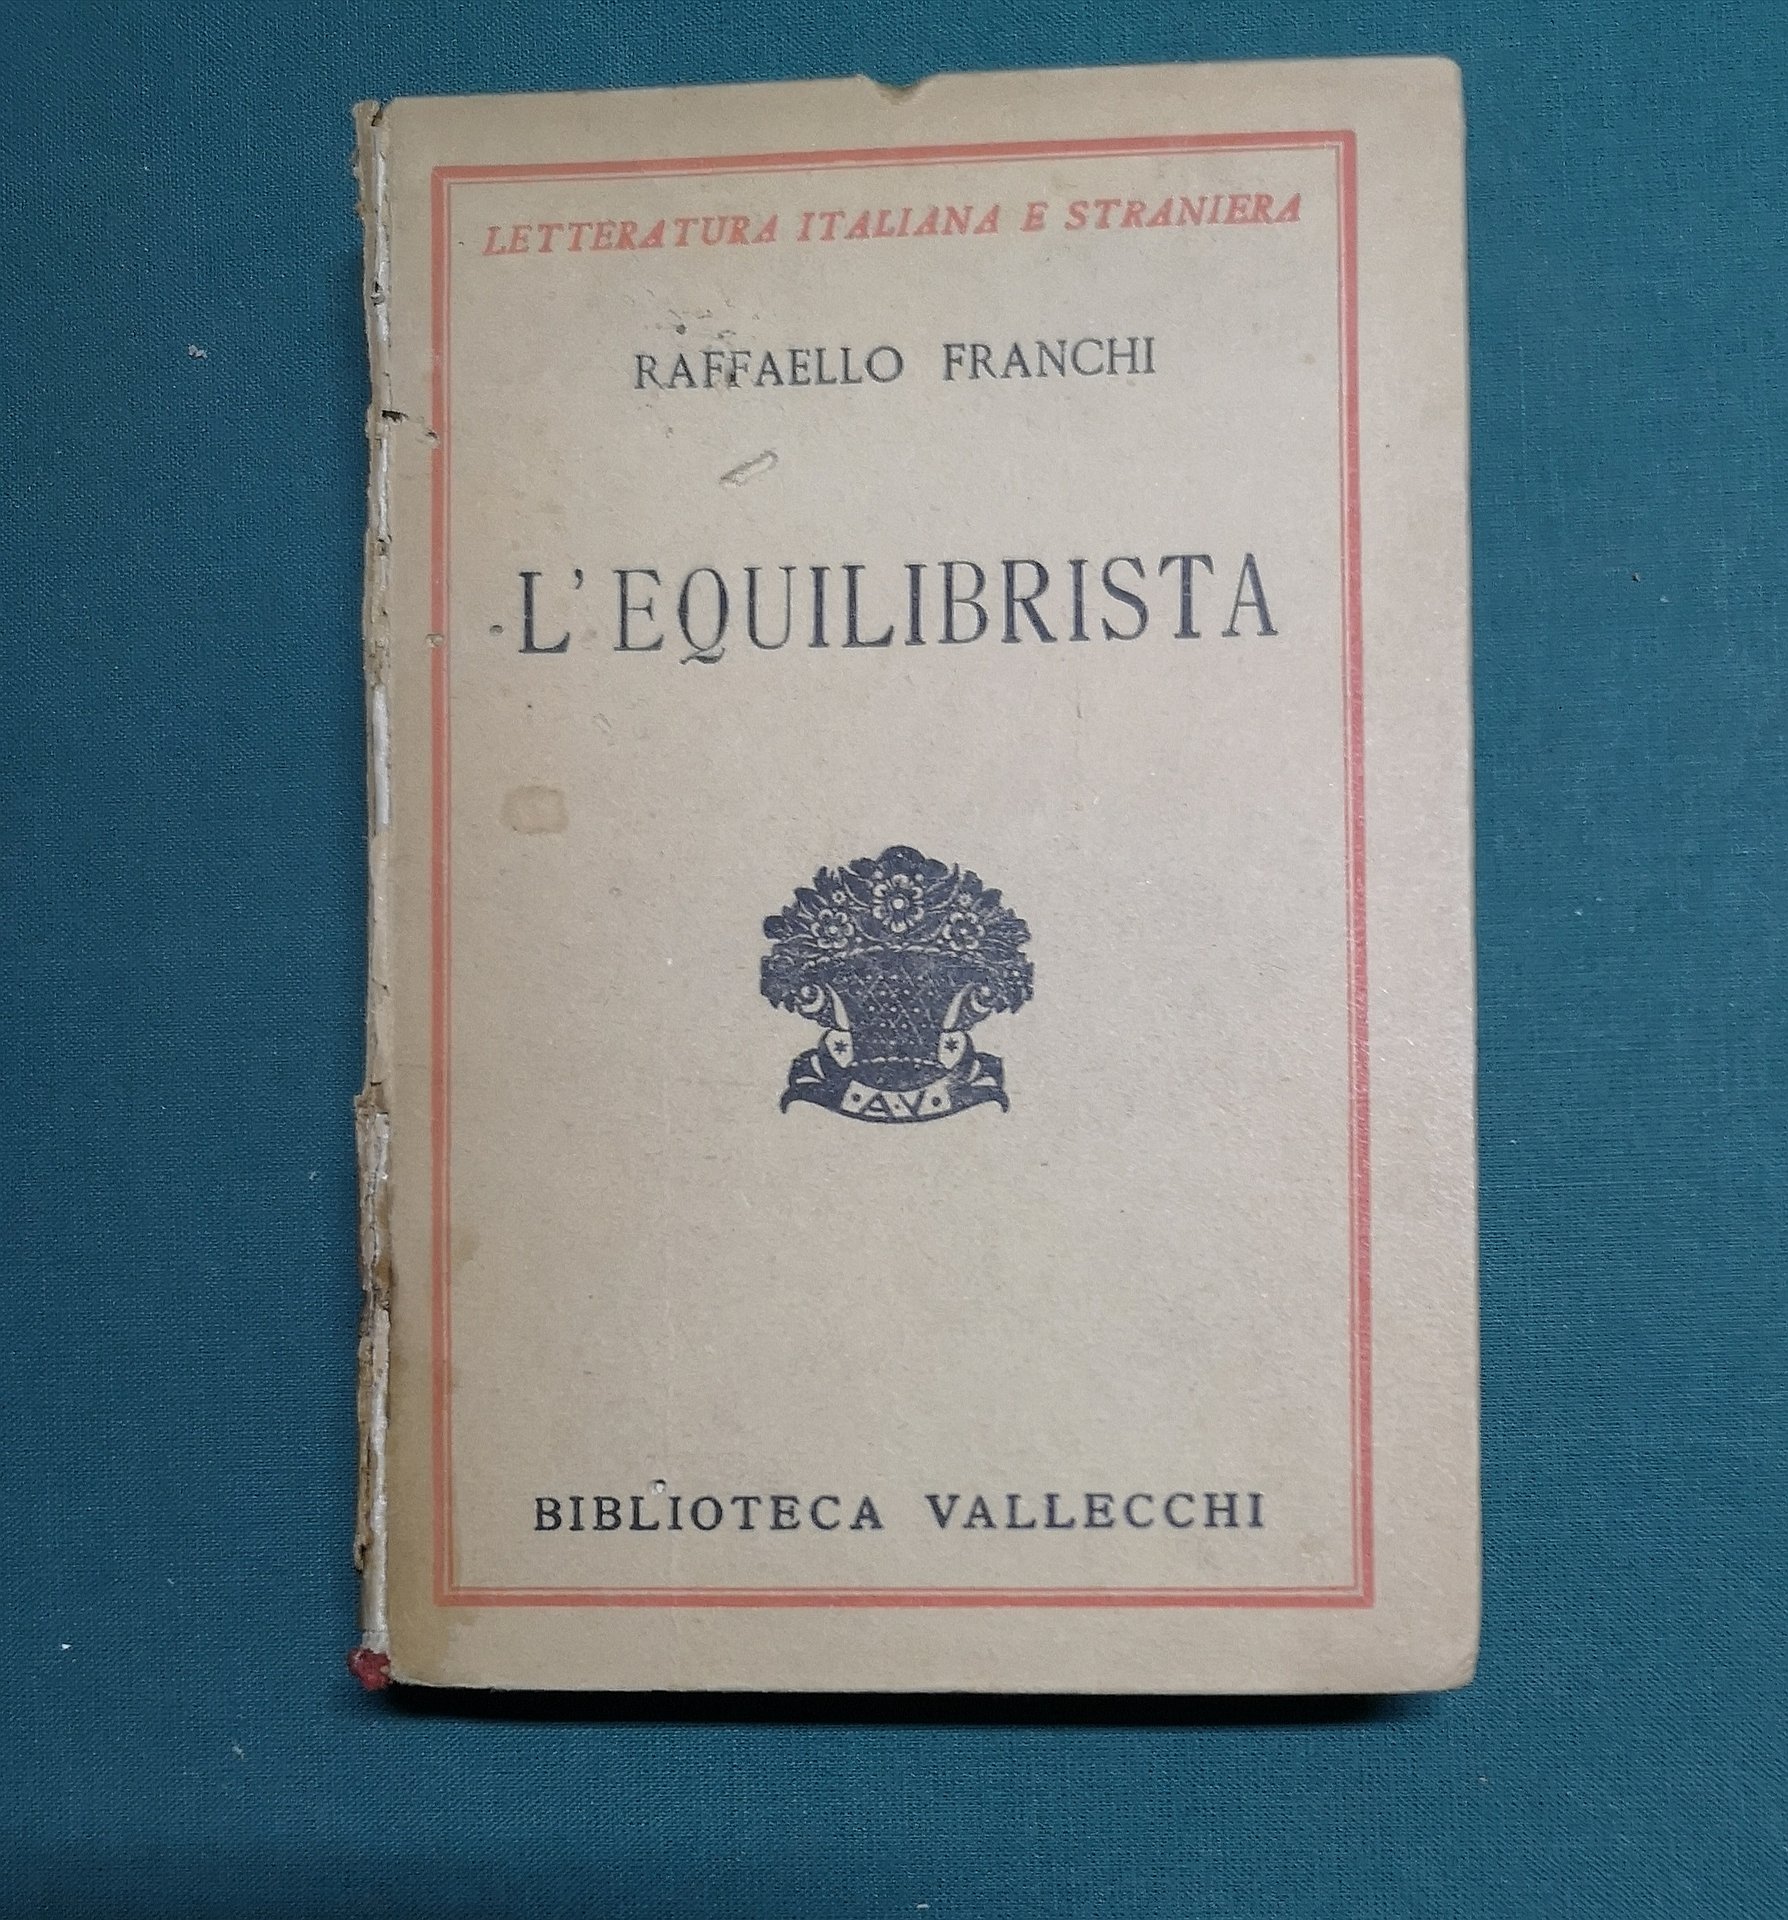 LETTERATURA ITALIANA E STRANIERA
RAFFAELLO FRANCHI
L'EQUILIBRISTA
·A·V·
BIBLIOTECA VALLECCHI